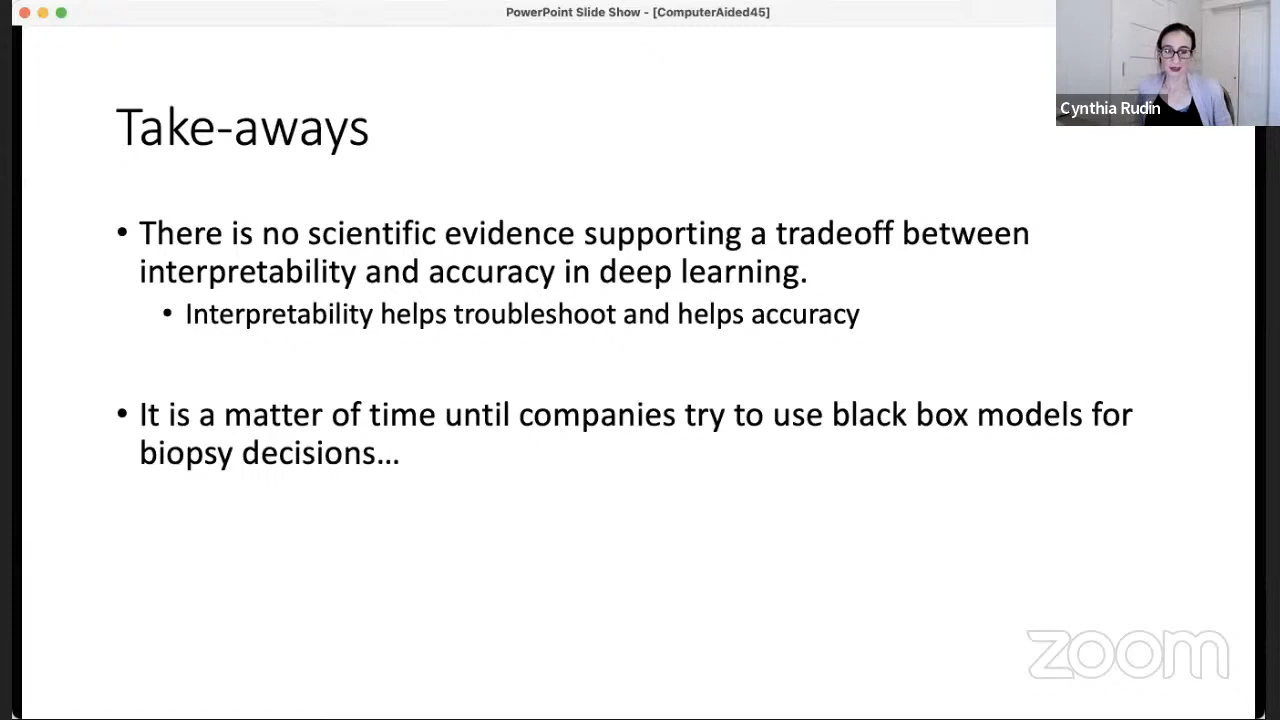 PowerPoint Slide Show - [ComputerAided45]
Cynthia Rudin
Take-aways
• There is no scientific evidence supporting a tradeoff between
interpretability and accuracy in deep learning.
• Interpretability helps troubleshoot and helps accuracy
• It is a matter of time until companies try to use black box models for
biopsy decisions…
zoom